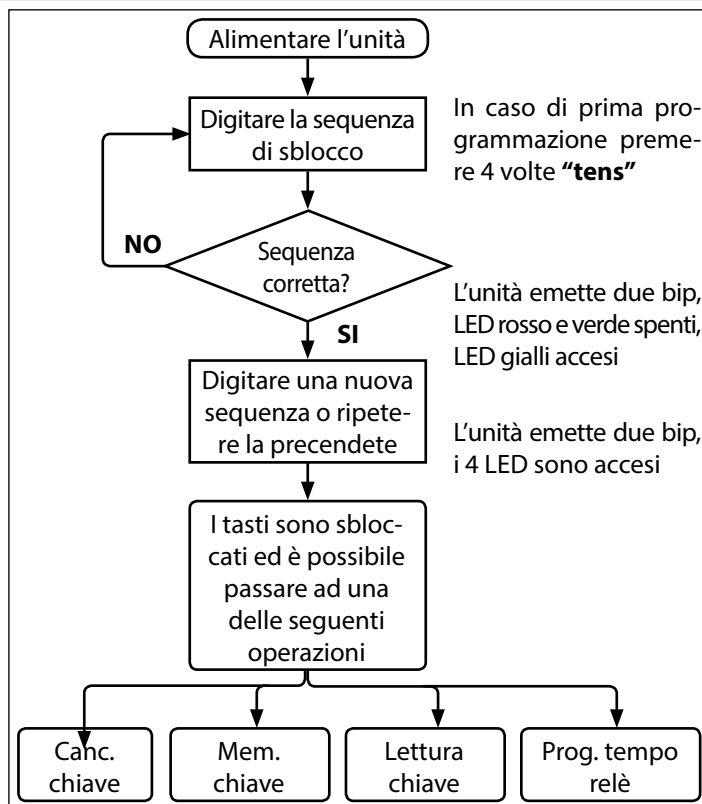 Alimentare l'unità
Digitare la sequenza
di sblocco
In caso di prima pro-
grammazione preme-
re 4 volte "tens"
NO
Sequenza
corretta?
SI
L'unità emette due bip,
LED rosso e verde spenti,
LED gialli accesi
Digitare una nuova
sequenza o ripete-
re la precendete
L'unità emette due bip,
i 4 LED sono accesi
I tasti sono sbloc-
cati ed è possibile
passare ad una
delle seguenti
operazioni
Canc.
chiave
Mem.
chiave
Lettura
chiave
Prog. tempo
relè